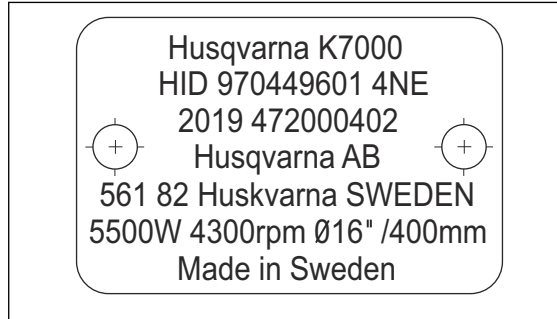 Husqvarna K7000
HID 970449601 4NE
2019 472000402
Husqvarna AB
561 82 Huskvarna SWEDEN
5500W 4300rpm Ø16" /400mm
Made in Sweden